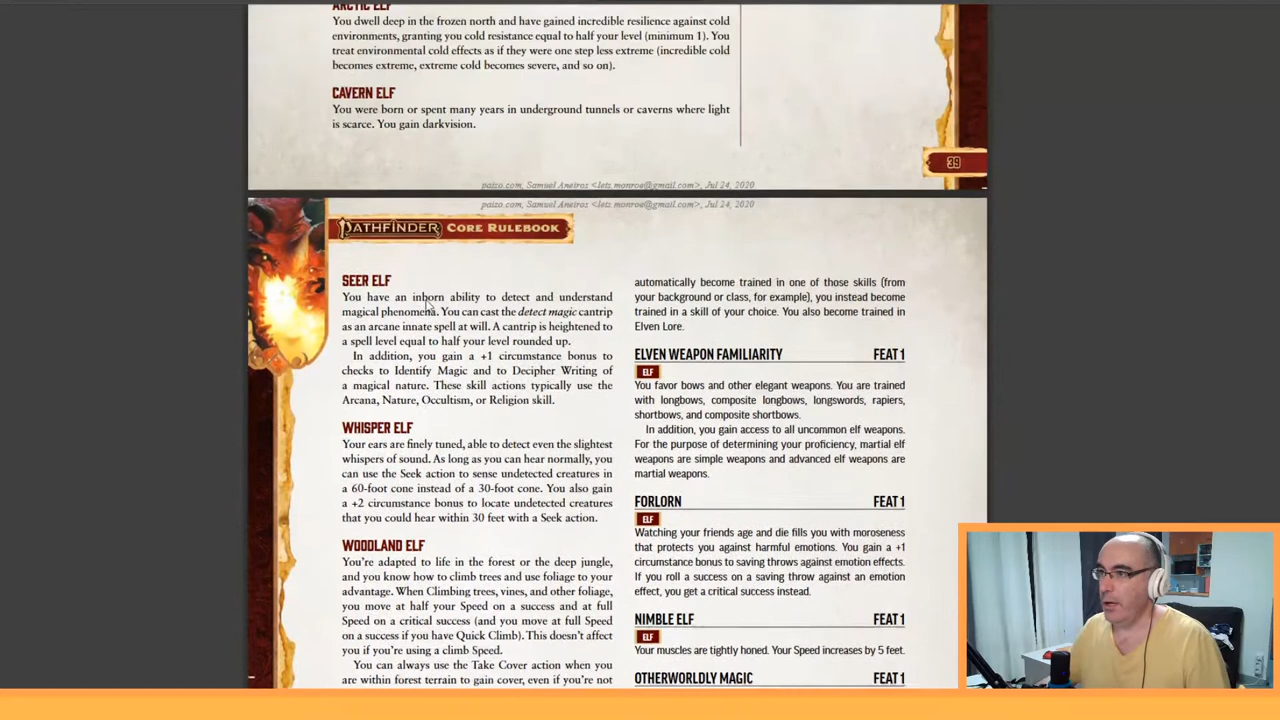 ARCTIC ELF
You dwell deep in the frozen north and have gained incredible resilience against cold
environments, granting you cold resistance equal to half your level (minimum 1). You
treat environmental cold effects as if they were one step less extreme (incredible cold
becomes extreme, extreme cold becomes severe, and so on).
CAVERN ELF
You were born or spent many years in underground tunnels or caverns where light
is scarce. You gain darkvision.
39
paizo.com, Samuel Aneiros <letz.monroe@gmail.com>, Jul 24, 2020
paizo.com, Samuel Aneiros <letz.monroe@gmail.com>, Jul 24, 2020
PATHFINDER CORE RULEBOOK
SEER ELF
You have an inborn ability to detect and understand
magical phenomena. You can cast the detect magic cantrip
as an arcane innate spell at will. A cantrip is heightened to
a spell level equal to half your level rounded up.
In addition, you gain a +1 circumstance bonus to
checks to Identify Magic and to Decipher Writing of
a magical nature. These skill actions typically use the
Arcana, Nature, Occultism, or Religion skill.
WHISPER ELF
Your ears are finely tuned, able to detect even the slightest
whispers of sound. As long as you can hear normally, you
can use the Seek action to sense undetected creatures in
a 60-foot cone instead of a 30-foot cone. You also gain
a +2 circumstance bonus to locate undetected creatures
that you could hear within 30 feet with a Seek action.
WOODLAND ELF
You're adapted to life in the forest or the deep jungle,
and you know how to climb trees and use foliage to your
advantage. When Climbing trees, vines, and other foliage,
you move at half your Speed on a success and at full
Speed on a critical success (and you move at full Speed
on a success if you have Quick Climb). This doesn't affect
you if you're using a climb Speed.
You can always use the Take Cover action when you
are within forest terrain to gain cover, even if you're not
automatically become trained in one of those skills (from
your background or class, for example), you instead become
trained in a skill of your choice. You also become trained in
Elven Lore.
ELVEN WEAPON FAMILIARITY FEAT 1
ELF
You favor bows and other elegant weapons. You are trained
with longbows, composite longbows, longswords, rapiers,
shortbows, and composite shortbows.
In addition, you gain access to all uncommon elf weapons.
For the purpose of determining your proficiency, martial elf
weapons are simple weapons and advanced elf weapons are
martial weapons.
FORLORN FEAT 1
ELF
Watching your friends age and die fills you with moroseness
that protects you against harmful emotions. You gain a +1
circumstance bonus to saving throws against emotion effects.
If you roll a success on a saving throw against an emotion
effect, you get a critical success instead.
NIMBLE ELF FEAT 1
ELF
Your muscles are tightly honed. Your Speed increases by 5 feet.
OTHERWORLDLY MAGIC FEAT 1